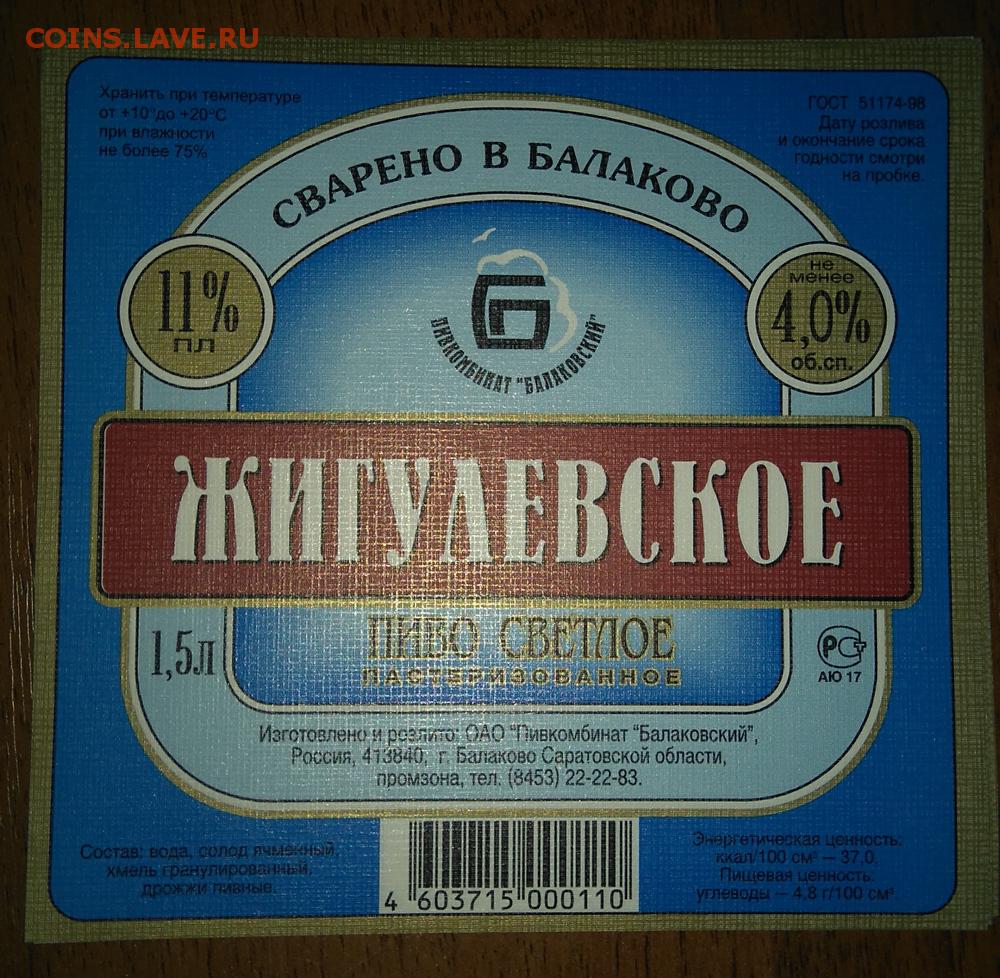 COINS.LAVE.RU
Хранить при температуре
от +10° до +20°С
при влажности
не более 75%
ГОСТ 51174-98
Дату розлива
и окончание срока
годности смотри
на пробке.
СВАРЕНО В БАЛАКОВО
11%
ПЛ
не
менее
4,0%
об.сп.
Б
ПИВКОМБИНАТ "БАЛАКОВСКИЙ"
ЖИГУЛЕВСКОЕ
ПИВО СВЕТЛОЕ
ПАСТЕРИЗОВАННОЕ
1,5л
РСТ
АЮ 17
Изготовлено и розлито: ОАО "Пивкомбинат "Балаковский",
Россия, 413840, г. Балаково Саратовской области,
промзона, тел. (8453) 22-22-83.
Состав: вода, солод ячменный,
хмель гранулированный,
дрожжи пивные.
Энергетическая ценность:
ккал/100 см³ – 37,0.
Пищевая ценность:
углеводы – 4,8 г/100 см³
4 603715 000110